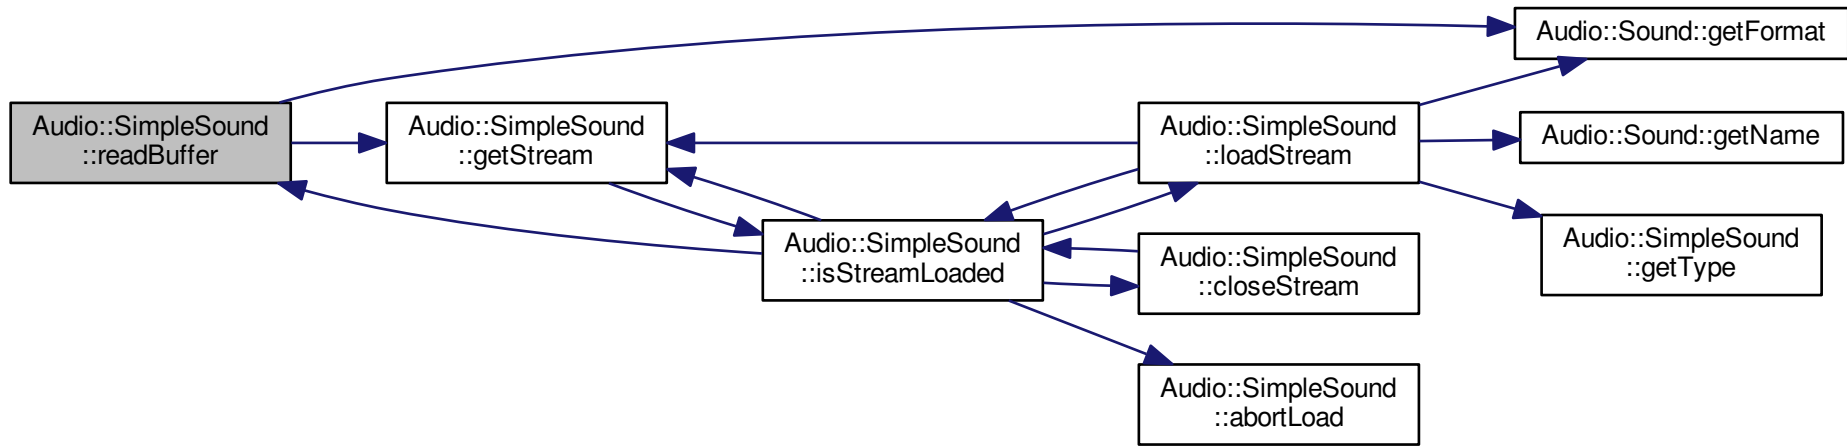 Audio::SimpleSound
::readBuffer
Audio::SimpleSound
::getStream
Audio::SimpleSound
::isStreamLoaded
Audio::SimpleSound
::loadStream
Audio::SimpleSound
::closeStream
Audio::SimpleSound
::abortLoad
Audio::Sound::getFormat
Audio::Sound::getName
Audio::SimpleSound
::getType